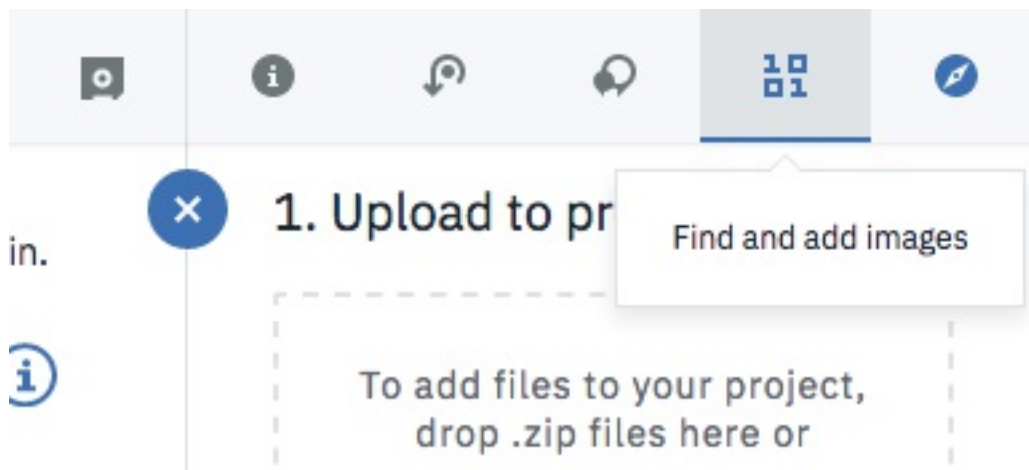 1. Upload to pr
Find and add images
in.
To add files to your project,
drop .zip files here or